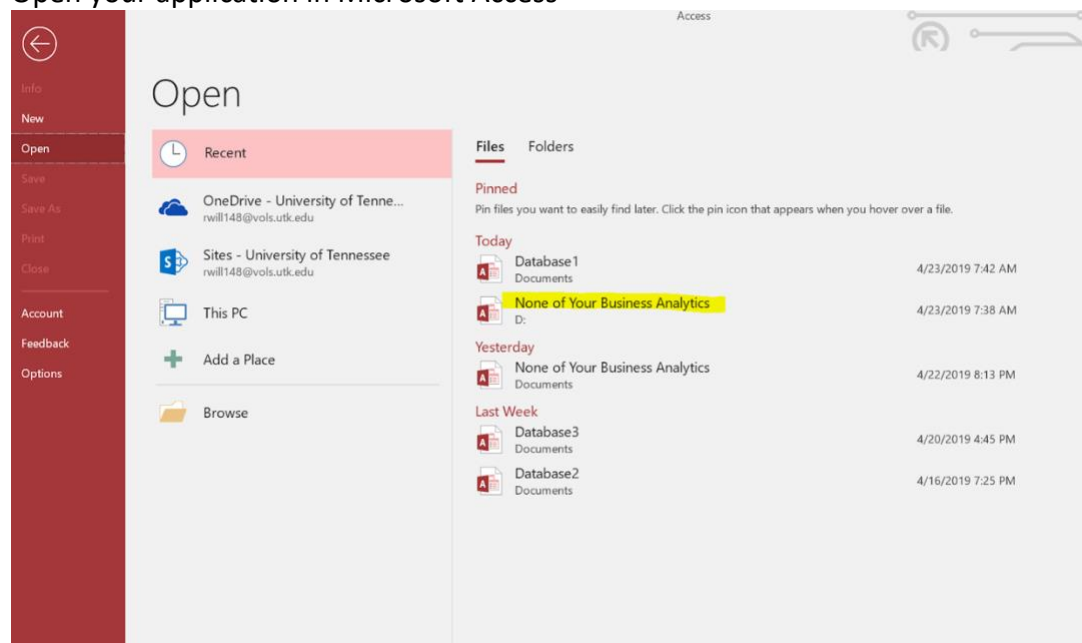 Open your application in Microsoft Access
Access
Info
New
Open
Save
Save As
Print
Close
Account
Feedback
Options
Open
Recent
OneDrive - University of Tenne...
rwill148@vols.utk.edu
Sites - University of Tennessee
rwill148@vols.utk.edu
This PC
Add a Place
Browse
Files Folders
Pinned
Pin files you want to easily find later. Click the pin icon that appears when you hover over a file.
Today
Database1 4/23/2019 7:42 AM
Documents
None of Your Business Analytics 4/23/2019 7:38 AM
D:
Yesterday
None of Your Business Analytics 4/22/2019 8:13 PM
Documents
Last Week
Database3 4/20/2019 4:45 PM
Documents
Database2 4/16/2019 7:25 PM
Documents